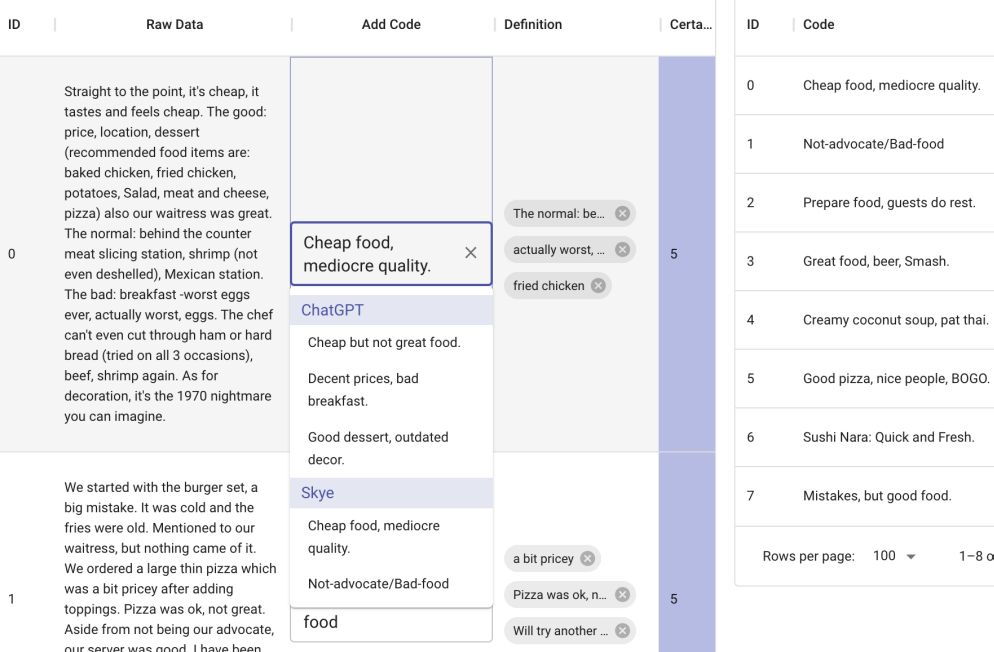 ID
Raw Data
Add Code
Definition
Certa...
Straight to the point, it's cheap, it
tastes and feels cheap. The good:
price, location, dessert
(recommended food items are:
baked chicken, fried chicken,
potatoes, Salad, meat and cheese,
pizza) also our waitress was great.
The normal: behind the counter
meat slicing station, shrimp (not
even deshelled), Mexican station.
The bad: breakfast -worst eggs
ever, actually worst, eggs. The chef
can't even cut through ham or hard
bread (tried on all 3 occasions),
beef, shrimp again. As for
decoration, it's the 1970 nightmare
you can imagine.
0
Cheap food,
mediocre quality.
ChatGPT
Cheap but not great food.
Decent prices, bad
breakfast.
Good dessert, outdated
decor.
Skye
Cheap food, mediocre
quality.
Not-advocate/Bad-food
The normal: be...
actually worst, ...
fried chicken
5
1
We started with the burger set, a
big mistake. It was cold and the
fries were old. Mentioned to our
waitress, but nothing came of it.
We ordered a large thin pizza which
was a bit pricey after adding
toppings. Pizza was ok, not great.
Aside from not being our advocate,
our server was good. I have been
food
a bit pricey
Pizza was ok, n...
Will try another ...
5
ID
Code
0
Cheap food, mediocre quality.
1
Not-advocate/Bad-food
2
Prepare food, guests do rest.
3
Great food, beer, Smash.
4
Creamy coconut soup, pat thai.
5
Good pizza, nice people, BOGO.
6
Sushi Nara: Quick and Fresh.
7
Mistakes, but good food.
Rows per page:
100
1–8 o